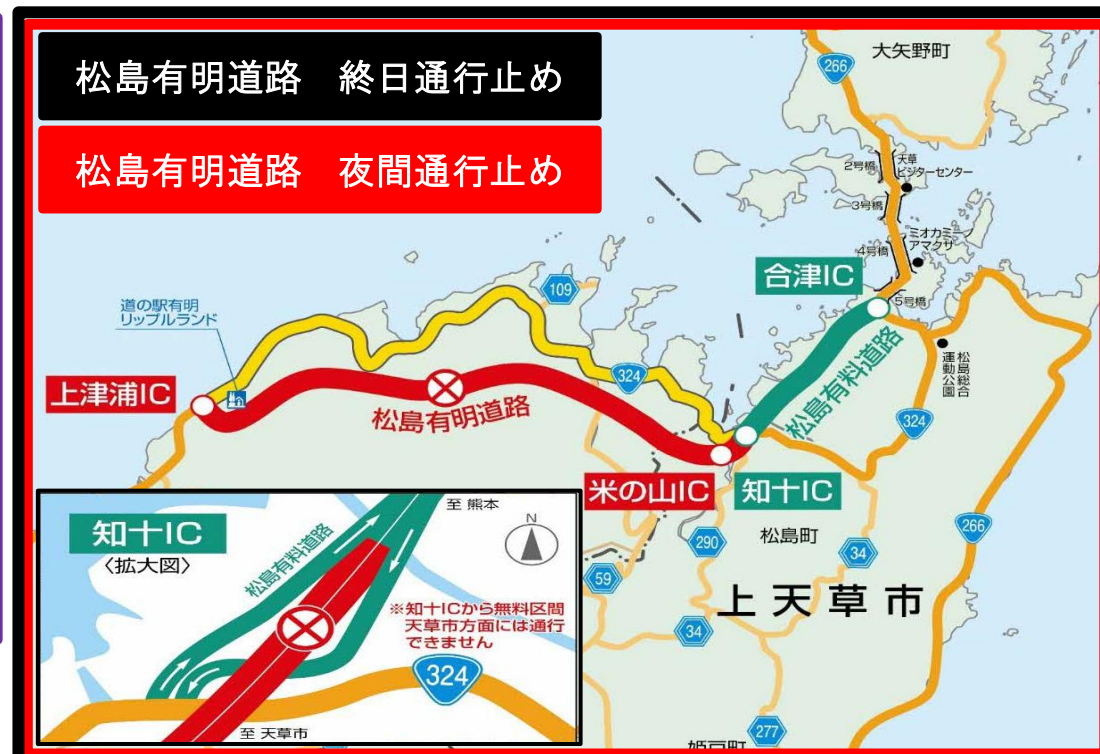 松島有明道路　終日通行止め
松島有明道路　夜間通行止め
大矢野町
266
2号橋
天草
ビジターセンター
3号橋
ミオカミーノ
アマクサ
4号橋
合津IC
5号橋
109
道の駅有明
リップルランド
324
松島総合
運動公園
上津浦IC
松島有明道路
松島有料道路
324
米の山IC
知十IC
266
290
松島町
34
59
上天草市
34
277
姫戸町
知十IC
〈拡大図〉
至 熊本
N
松島有料道路
※知十ICから無料区間
天草市方面には通行
できません
324
至 天草市